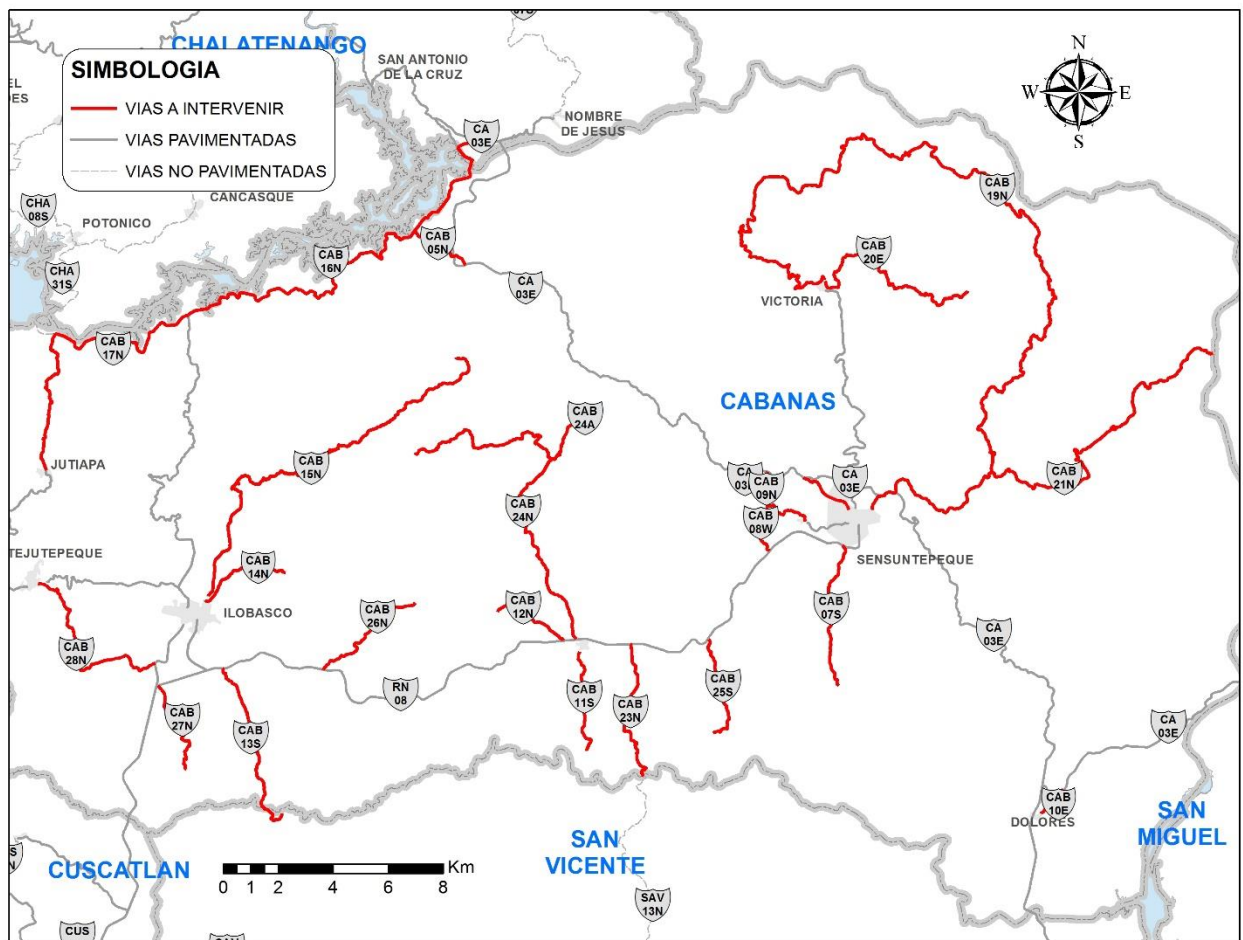 CHALATENANGO
SAN ANTONIO
DE LA CRUZ
SIMBOLOGIA
VIAS A INTERVENIR
VIAS PAVIMENTADAS
VIAS NO PAVIMENTADAS
N
W
E
S
CA
03E
NOMBRE
DE JESUS
CANCASQUE
CHA
08S
POTONICO
CHA
31S
CAB
16N
CAB
05N
CA
03E
CAB
19N
CAB
20E
VICTORIA
CAB
17N
CABANAS
CAB
24A
JUTIAPA
CAB
15N
CAB
24N
CAB
09N
CA
03E
CAB
21N
CAB
08W
SENSUNTEPEQUE
TEJUTEPEQUE
CAB
14N
ILOBASCO
CAB
26N
CAB
12N
CAB
07S
CA
03E
CAB
28N
RN
08
CAB
11S
CAB
23N
CAB
25S
CAB
27N
CAB
13S
CA
03E
CAB
10E
DOLORES
SAN
MIGUEL
SAN
VICENTE
CUSCATLAN
Km
0 1 2 4 6 8
SAV
13N
CUS